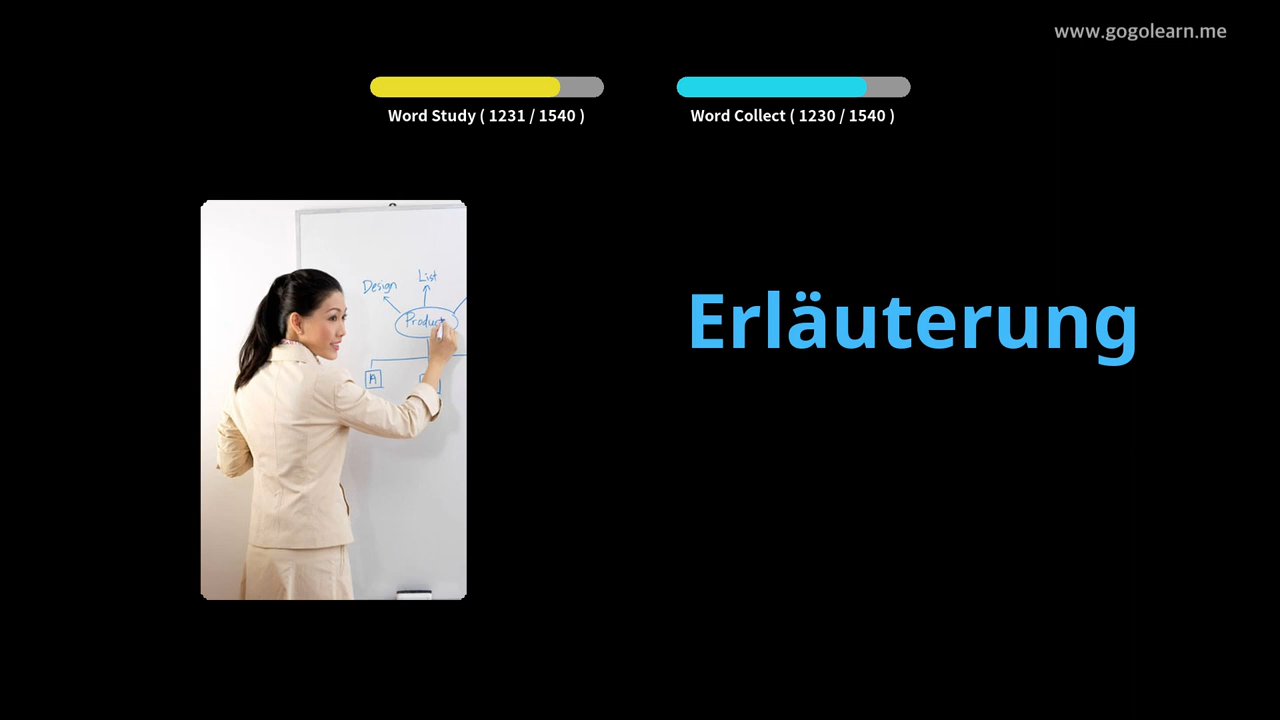 www.gogolearn.me
Word Study ( 1231 / 1540 )
Word Collect ( 1230 / 1540 )
Erläuterung
Design
List
Product
A